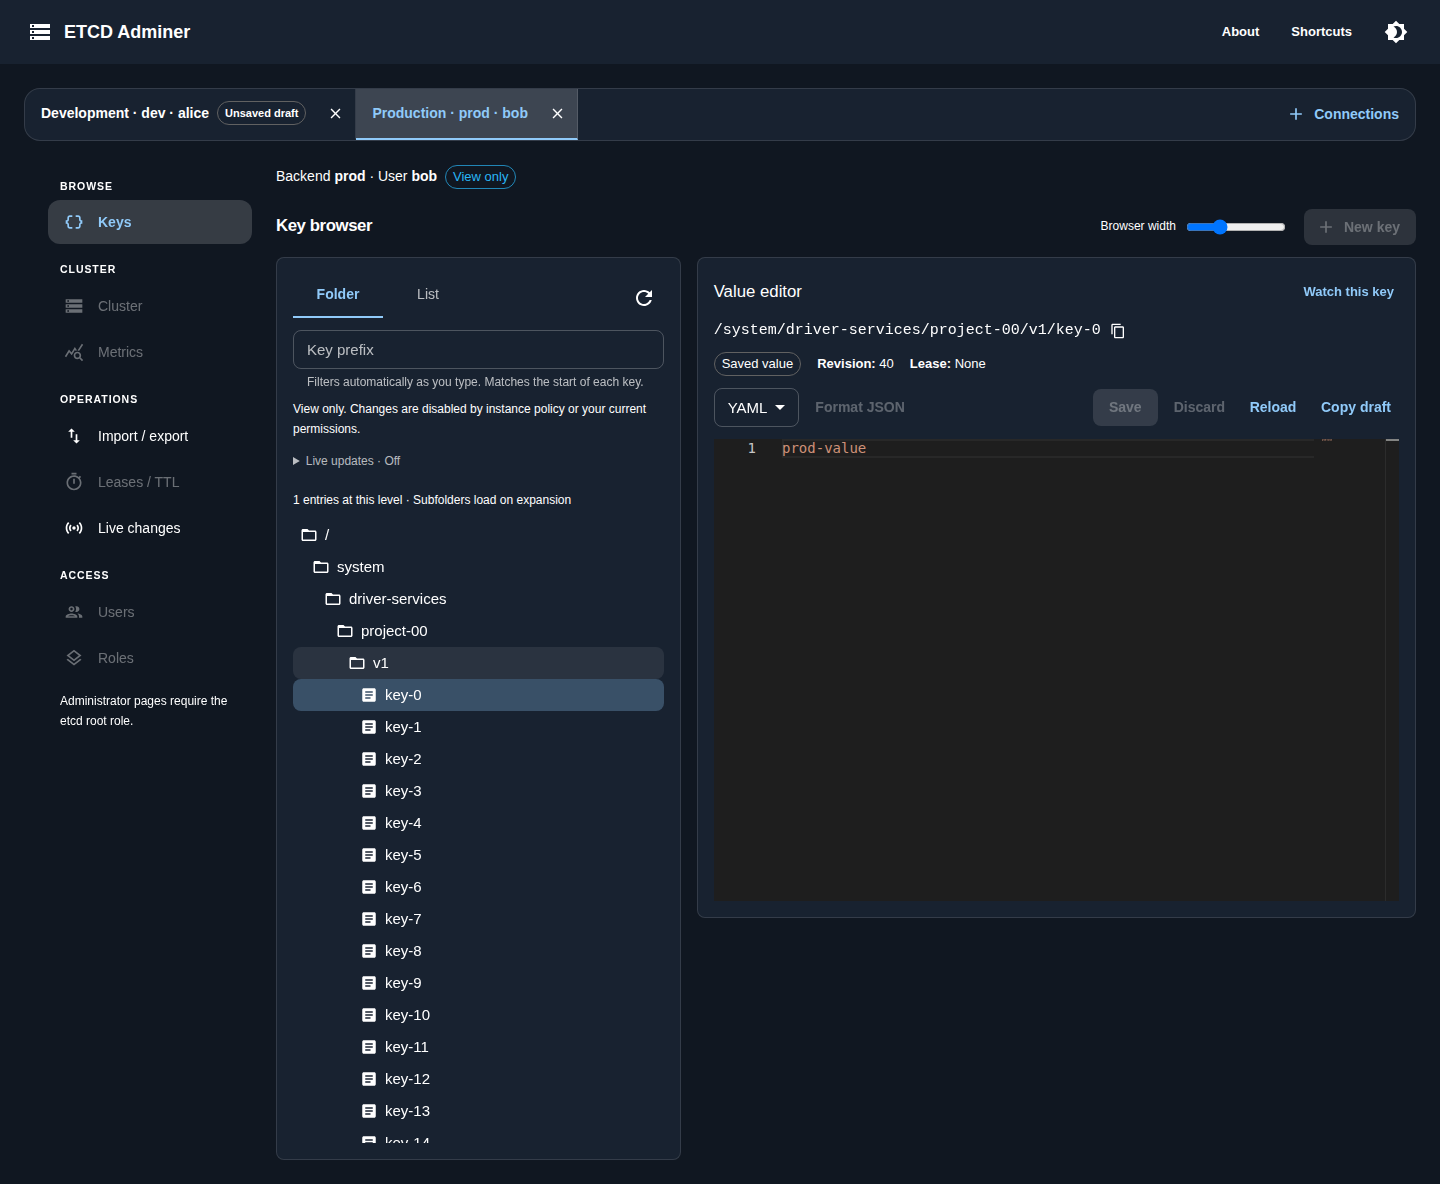 ETCD Adminer
About
Shortcuts
Development · dev · alice
Unsaved draft
Production · prod · bob
Connections
BROWSE
Keys
CLUSTER
Cluster
Metrics
OPERATIONS
Import / export
Leases / TTL
Live changes
ACCESS
Users
Roles
Administrator pages require the
etcd root role.
Backend prod · User bob
View only
Key browser
Browser width
New key
Folder
List
Key prefix
Filters automatically as you type. Matches the start of each key.
View only. Changes are disabled by instance policy or your current
permissions.
Live updates · Off
1 entries at this level · Subfolders load on expansion
/
system
driver-services
project-00
v1
key-0
key-1
key-2
key-3
key-4
key-5
key-6
key-7
key-8
key-9
key-10
key-11
key-12
key-13
key-14
Value editor
Watch this key
/system/driver-services/project-00/v1/key-0
Saved value
Revision: 40
Lease: None
YAML
Format JSON
Save
Discard
Reload
Copy draft
1
prod-value